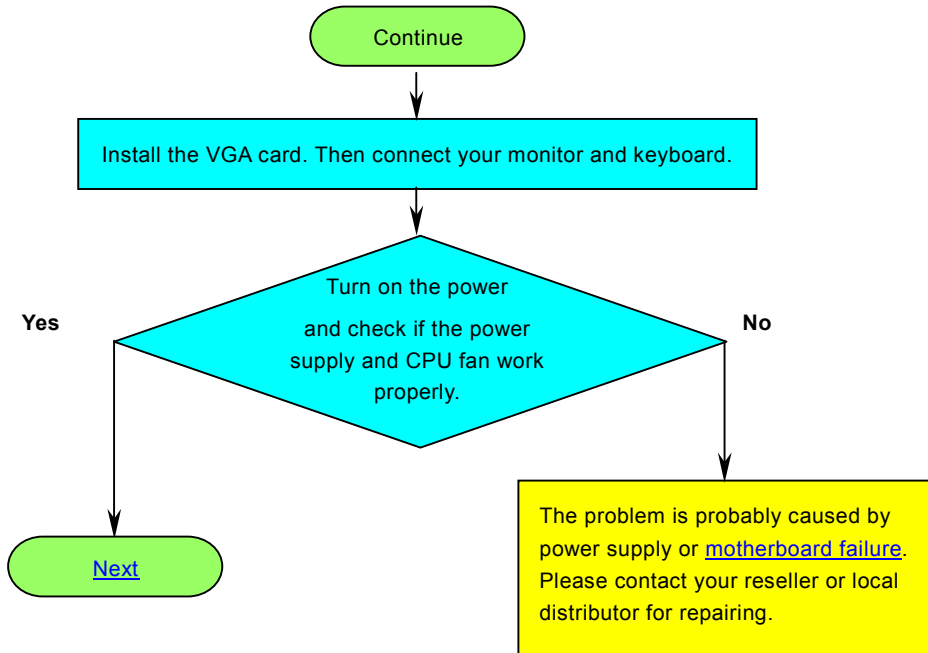 Continue
Install the VGA card. Then connect your monitor and keyboard.
Turn on the power
and check if the power
supply and CPU fan work
properly.
Yes
No
Next
The problem is probably caused by
power supply or motherboard failure.
Please contact your reseller or local
distributor for repairing.